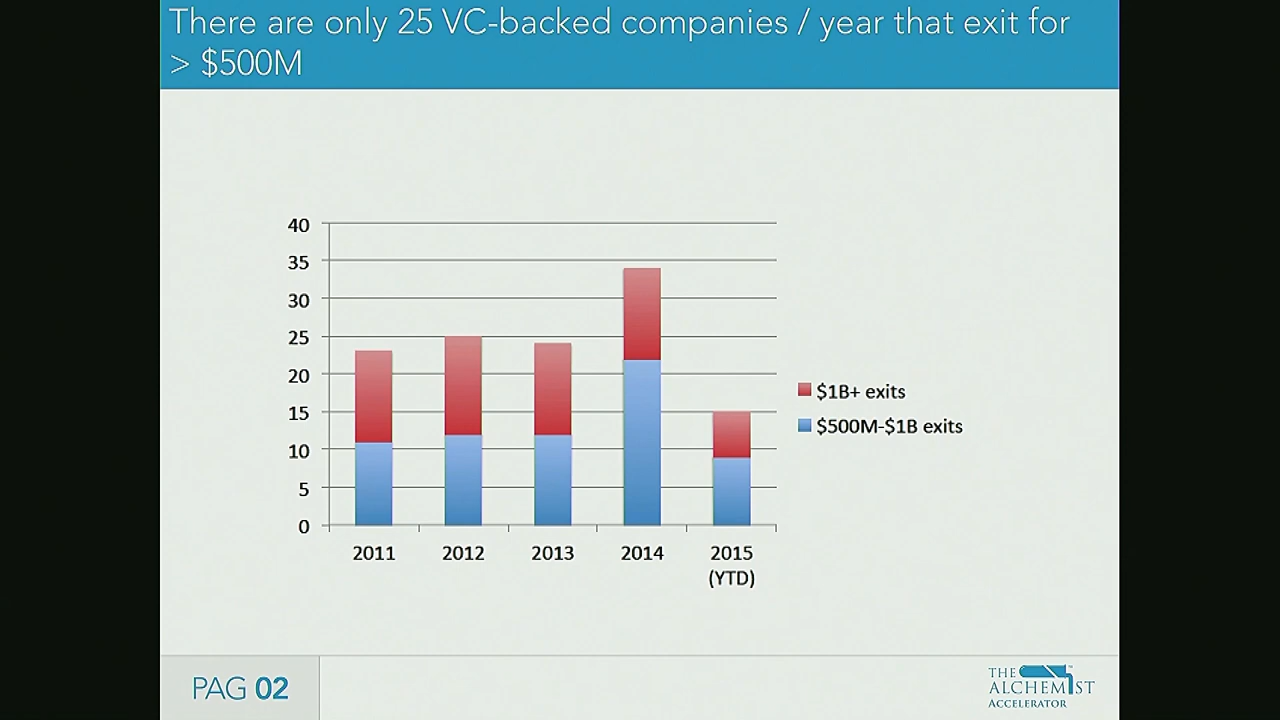 There are only 25 VC-backed companies / year that exit for
> $500M
40
35
30
25
20
15
10
5
0
2011
2012
2013
2014
2015
(YTD)
$1B+ exits
$500M-$1B exits
PAG 02
THE
ALCHEMIST
ACCELERATOR